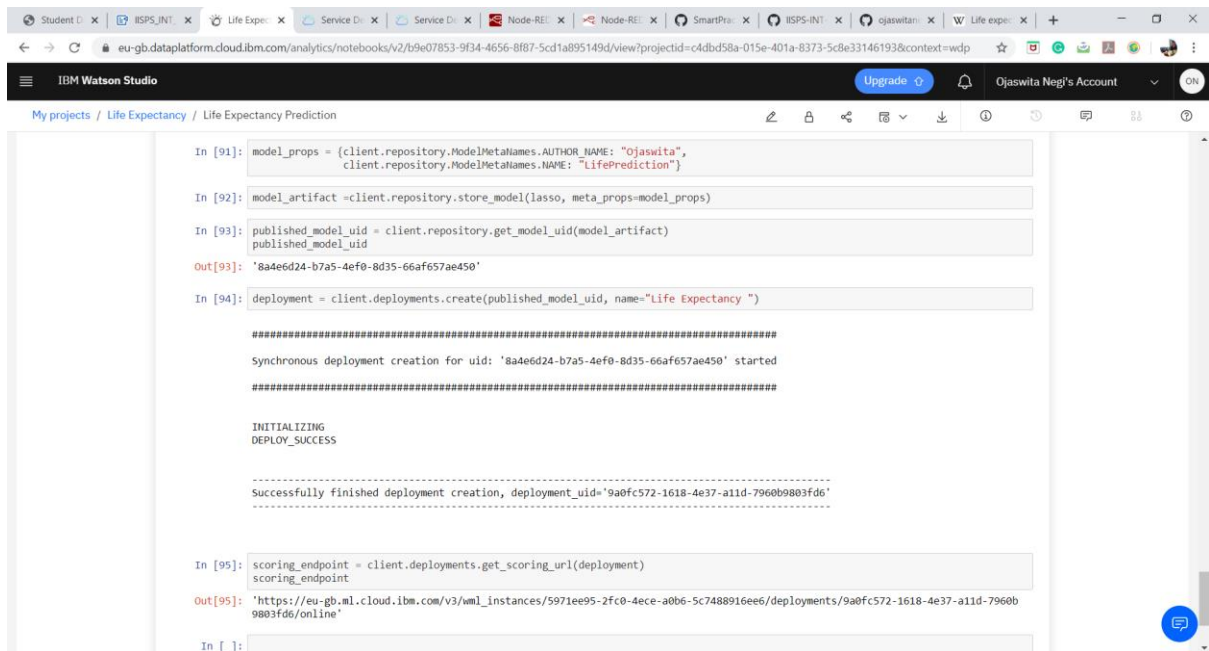 Student D
IISPS_INT_
Life Expec
Service De
Service De
Node-RED
Node-RED
SmartPrac
IISPS-INT-
ojaswitane
Life expec
eu-gb.dataplatform.cloud.ibm.com/analytics/notebooks/v2/b9e07853-9f34-4656-8f87-5cd1a895149d/view?projectid=c4dbd58a-015e-401a-8373-5c8e33146193&context=wdp
IBM Watson Studio
Upgrade
Ojaswita Negi's Account
ON
My projects / Life Expectancy / Life Expectancy Prediction
In [91]: model_props = {client.repository.ModelMetaNames.AUTHOR_NAME: "Ojaswita",
client.repository.ModelMetaNames.NAME: "LifePrediction"}
In [92]: model_artifact =client.repository.store_model(lasso, meta_props=model_props)
In [93]: published_model_uid = client.repository.get_model_uid(model_artifact)
published_model_uid
Out[93]: '8a4e6d24-b7a5-4ef0-8d35-66af657ae450'
In [94]: deployment = client.deployments.create(published_model_uid, name="Life Expectancy ")
#######################################################################################
Synchronous deployment creation for uid: '8a4e6d24-b7a5-4ef0-8d35-66af657ae450' started
#######################################################################################
INITIALIZING
DEPLOY_SUCCESS
------------------------------------------------------------------------------------------------
Successfully finished deployment creation, deployment_uid='9a0fc572-1618-4e37-a11d-7960b9803fd6'
------------------------------------------------------------------------------------------------
In [95]: scoring_endpoint = client.deployments.get_scoring_url(deployment)
scoring_endpoint
Out[95]: 'https://eu-gb.ml.cloud.ibm.com/v3/wml_instances/5971ee95-2fc0-4ece-a0b6-5c7488916ee6/deployments/9a0fc572-1618-4e37-a11d-7960b
9803fd6/online'
In [ ]: